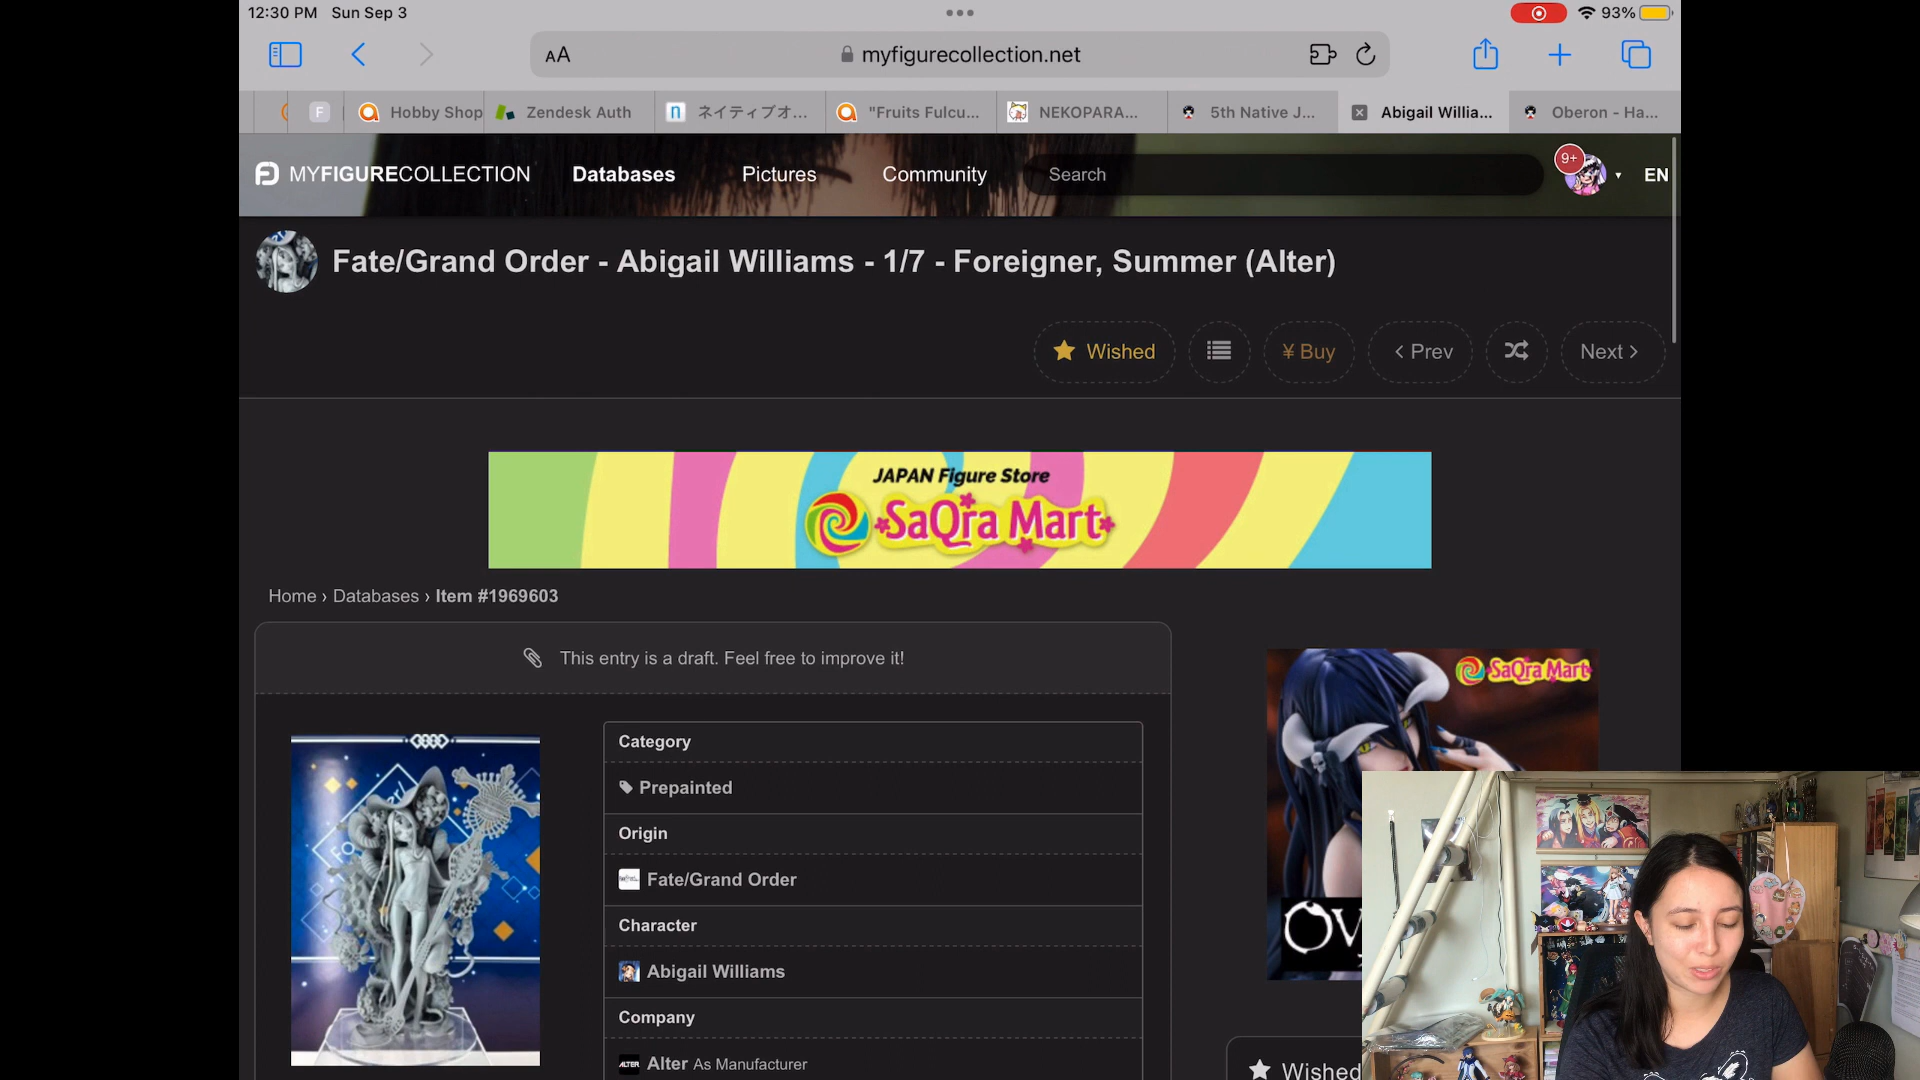 12:30 PM Sun Sep 3
93%
AA
myfigurecollection.net
F
Hobby Shop
Zendesk Auth
n
ネイティブオ...
"Fruits Fulcu...
NEKOPARA...
5th Native J...
Abigail Willia...
Oberon - Ha...
MYFIGURECOLLECTION
Databases
Pictures
Community
Search
9+
EN
Fate/Grand Order - Abigail Williams - 1/7 - Foreigner, Summer (Alter)
Wished
¥ Buy
‹ Prev
Next ›
JAPAN Figure Store
SaQra Mart
Home › Databases › Item #1969603
This entry is a draft. Feel free to improve it!
SaQra Mart
Category
Prepainted
Origin
Fate/Grand Order
Character
Abigail Williams
OV
Company
ALTER
Alter As Manufacturer
Wished